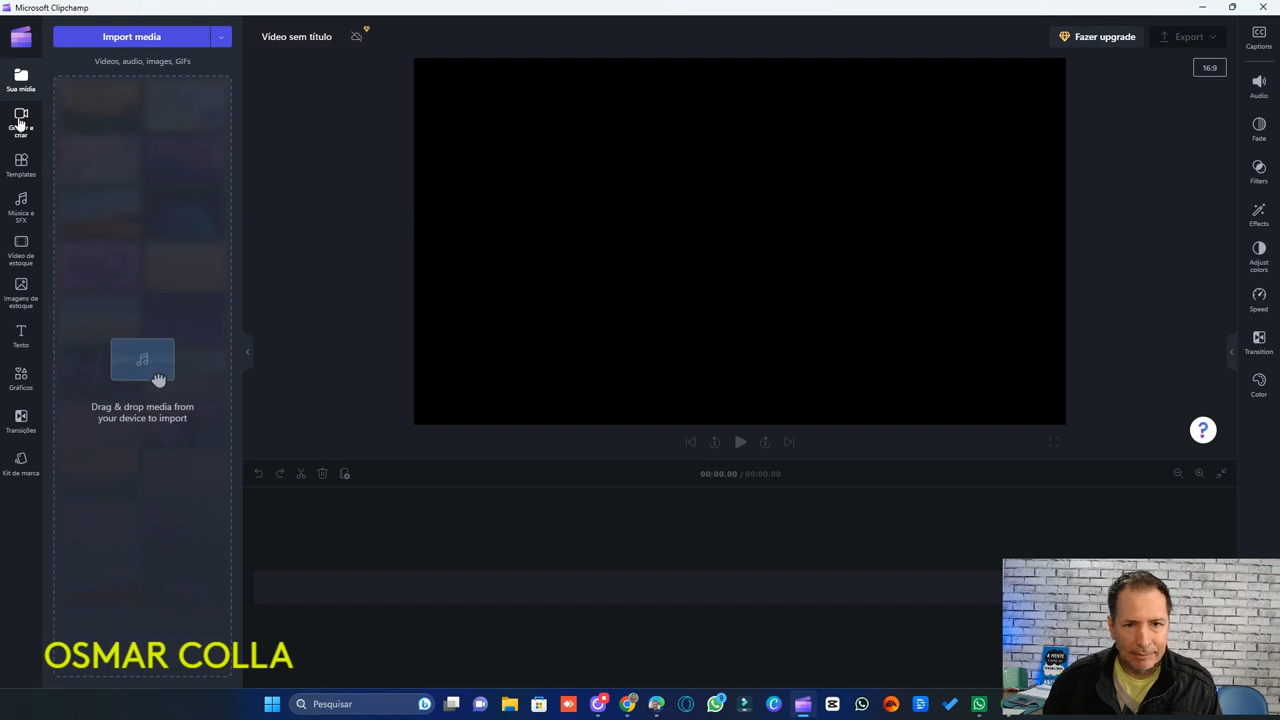 Microsoft Clipchamp
Import media
Videos, audio, images, GIFs
Vídeo sem título
Fazer upgrade
Export
16:9
Sua mídia
criar
Templates
Música e
SFX
Vídeo de
estoque
Imagens de
estoque
Texto
Gráficos
Transições
Kit de marca
Drag & drop media from
your device to import
Captions
Audio
Fade
Filters
Effects
Adjust
colors
Speed
Transition
Color
?
00:00.00 / 00:00.00
OSMAR COLLA
Pesquisar
A MENTE